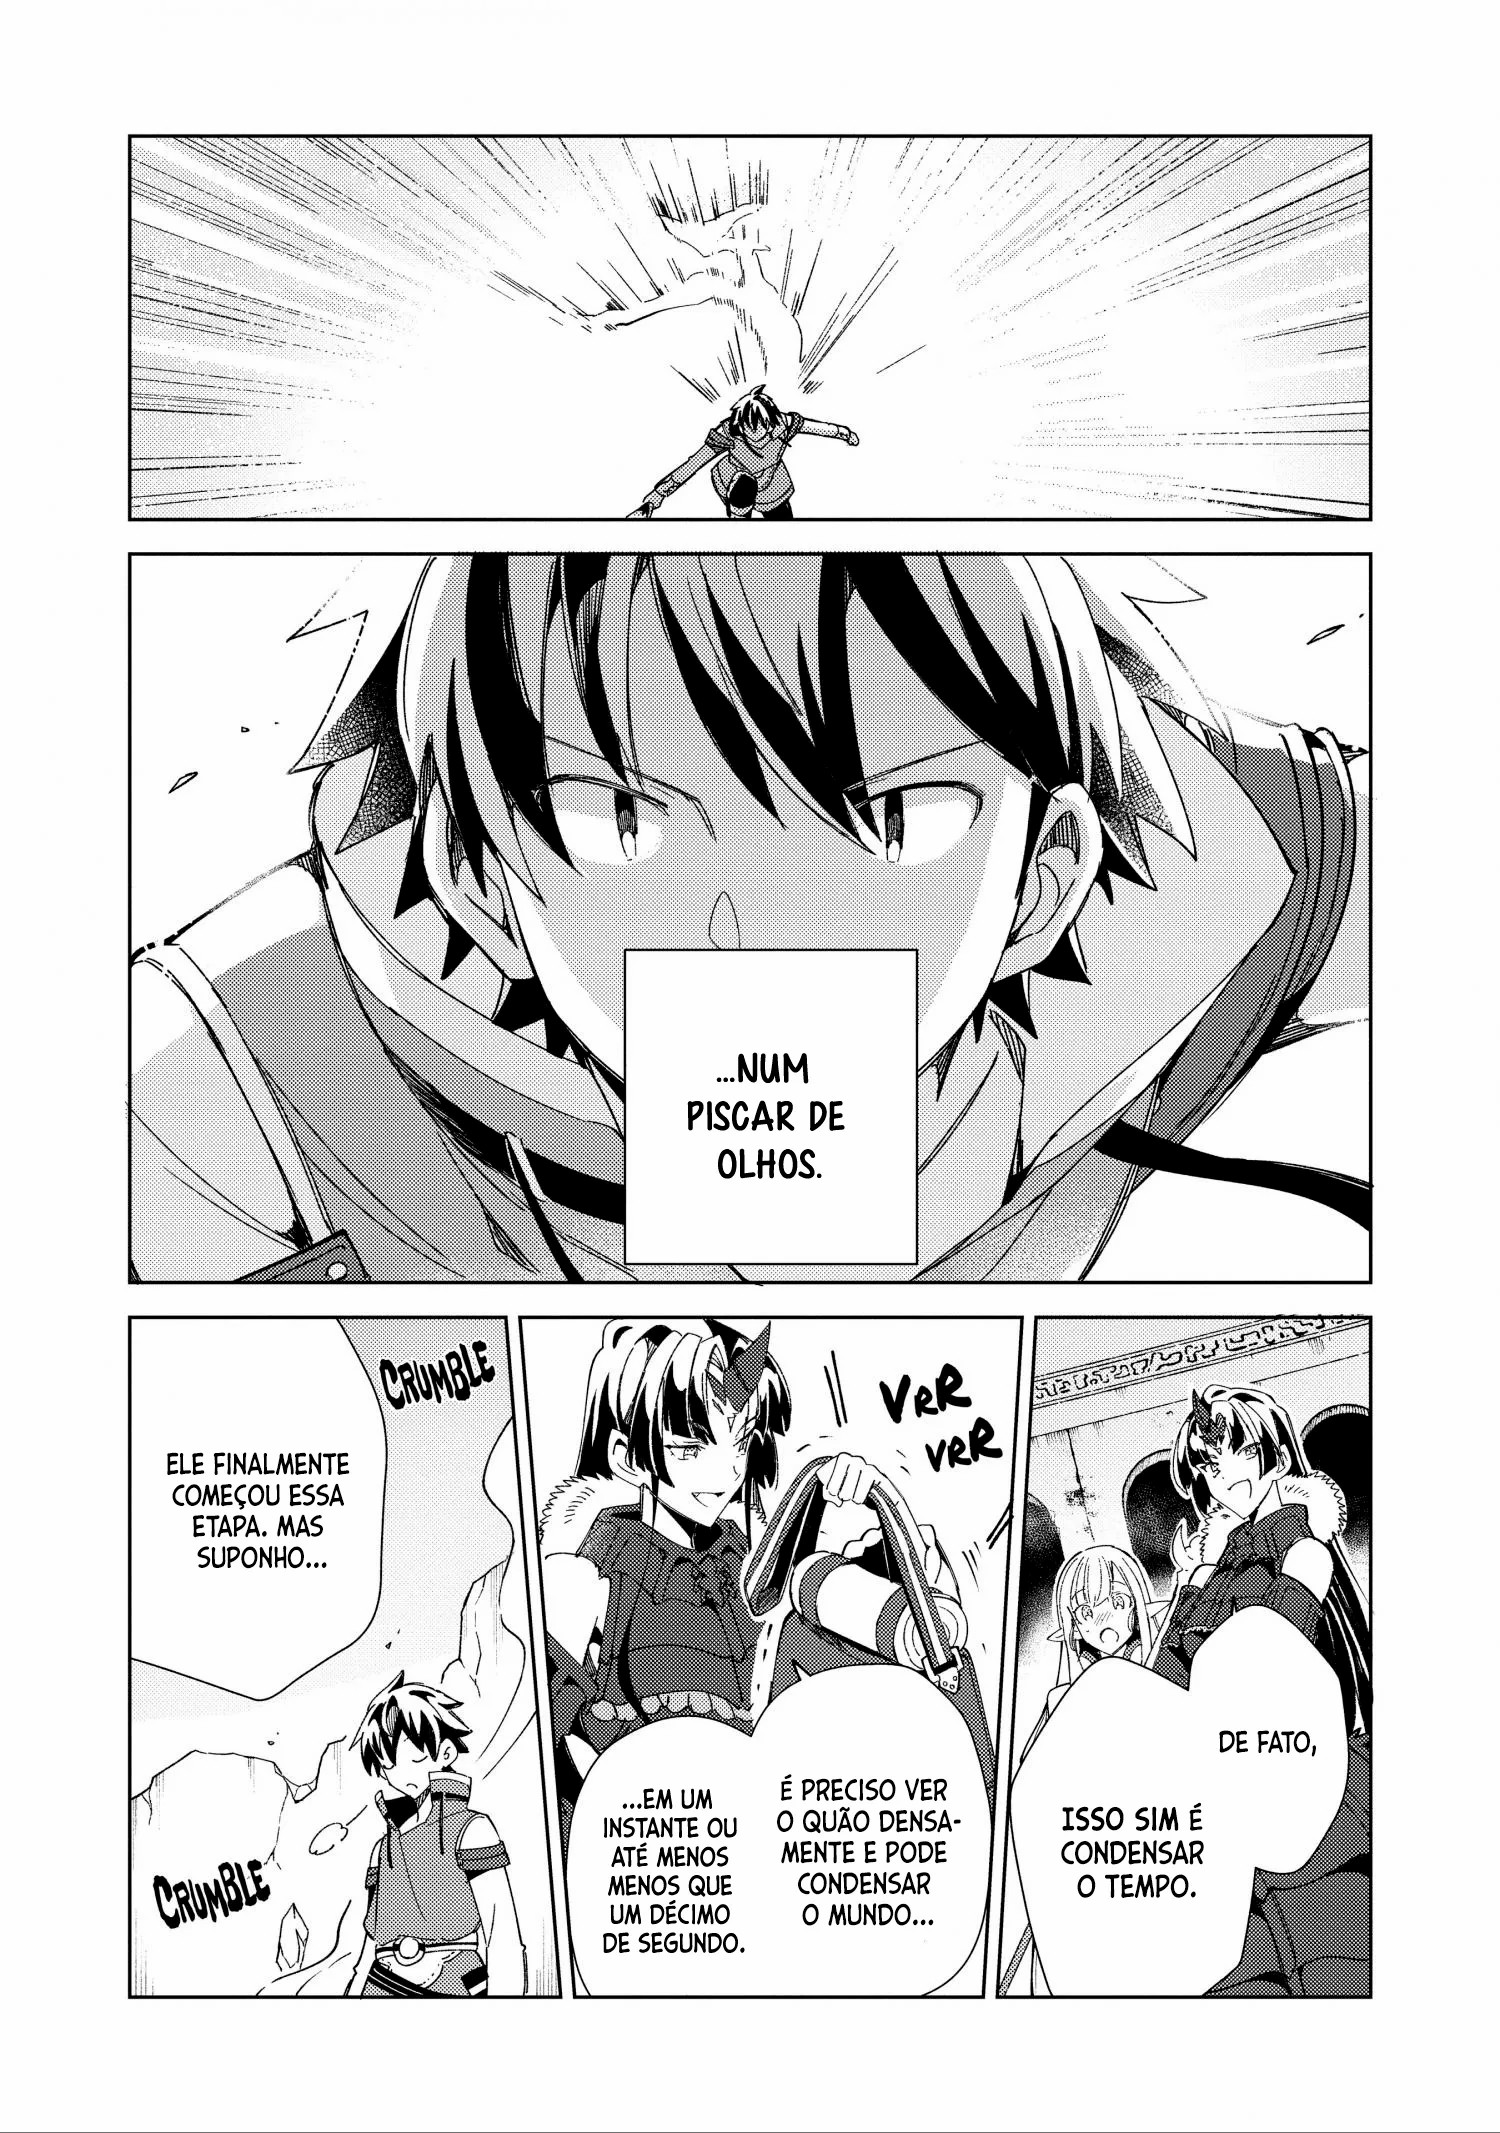 ...NUM
PISCAR DE
OLHOS.
DE FATO,
ISSO SIM É
CONDENSAR
O TEMPO.
VRR
VRR
É PRECISO VER
O QUÃO DENSA-
MENTE E PODE
CONDENSAR
O MUNDO...
...EM UM
INSTANTE OU
ATÉ MENOS
MENOS QUE
UM DÉCIMO
DE SEGUNDO.
CRUMBLE
ELE FINALMENTE
COMEÇOU ESSA
ETAPA. MAS
SUPONHO...
CRUMBLE